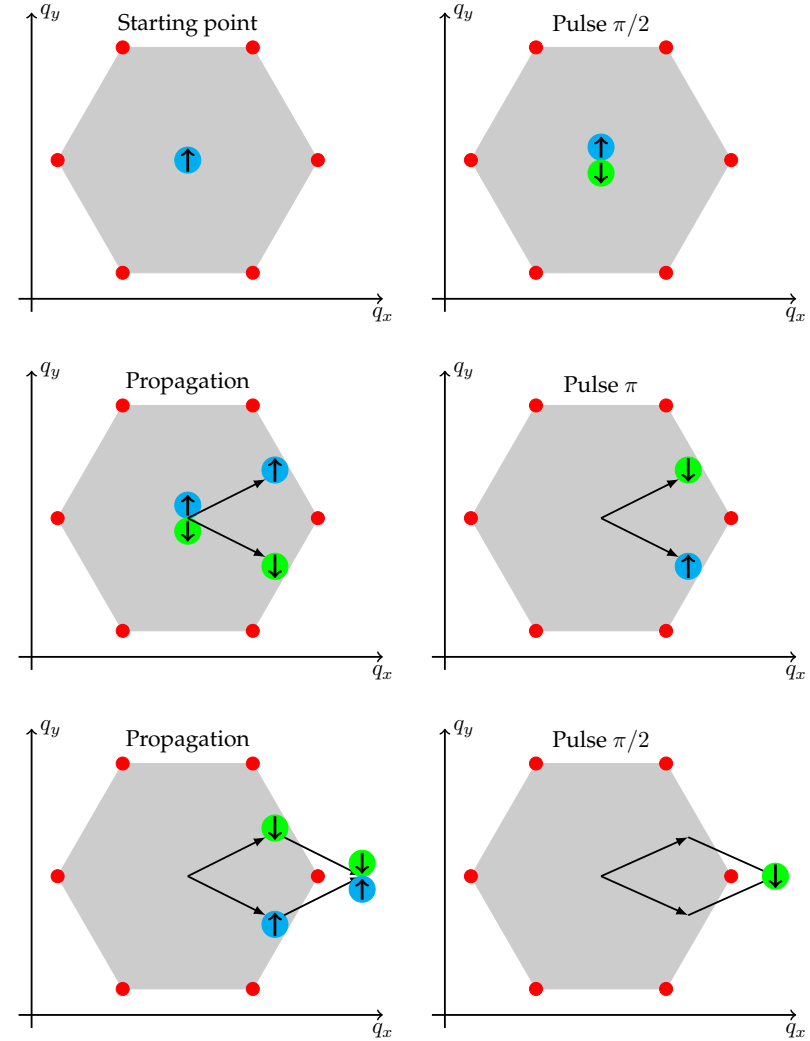 q_y
Starting point
↑
q_x
q_y
Pulse π/2
↑
↓
q_x
q_y
Propagation
↑
↑
↓
↓
q_x
q_y
Pulse π
↓
↑
q_x
q_y
Propagation
↓
↓
↑
↑
q_x
q_y
Pulse π/2
↓
q_x